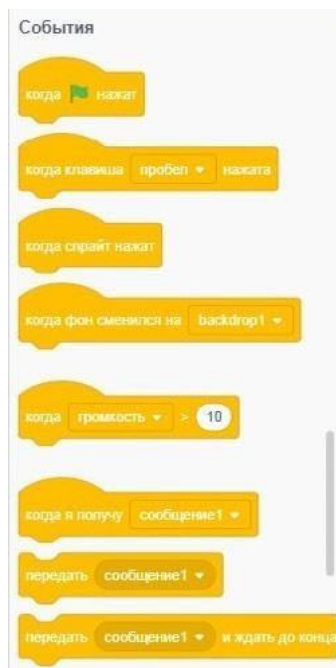 События
когда нажат
когда клавиша пробел нажата
когда спрайт нажат
когда фон сменился на backdrop1
когда громкость > 10
когда я получу сообщение1
передать сообщение1
передать сообщение1 и ждать до конца